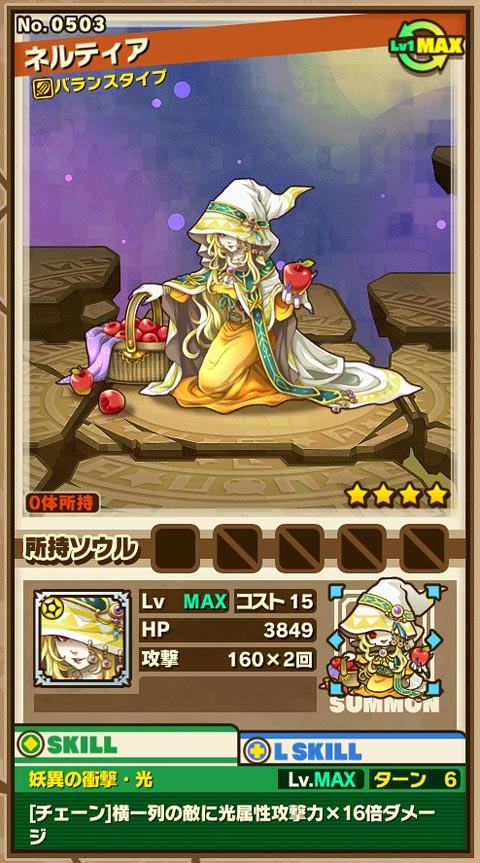 No.0503
ネルティア
Lv1 MAX
バランスタイプ
0体所持
所持ソウル
Lv MAX コスト 15
HP 3849
攻撃 160×2回
SUMMON
SKILL
L SKILL
妖異の衝撃・光 Lv.MAX ターン 6
[チェーン]横一列の敵に光属性攻撃力×16倍ダメー
ジ